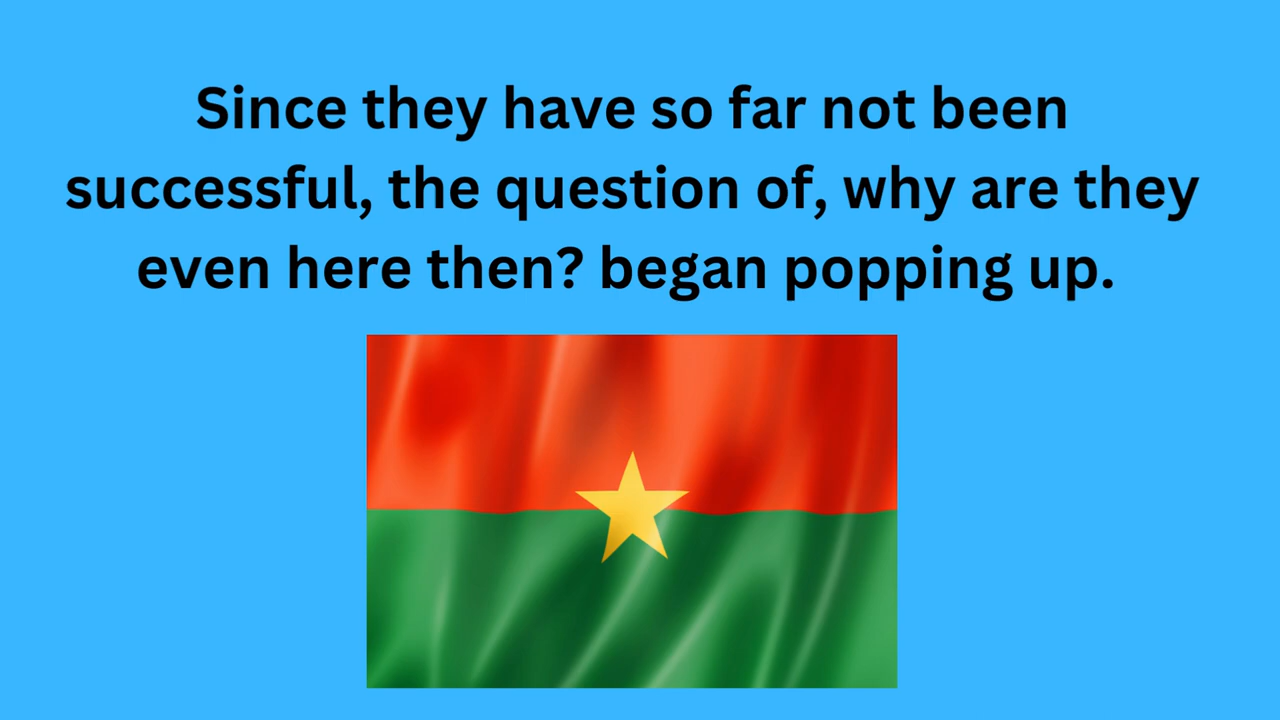 Since they have so far not been
successful, the question of, why are they
even here then? began popping up.